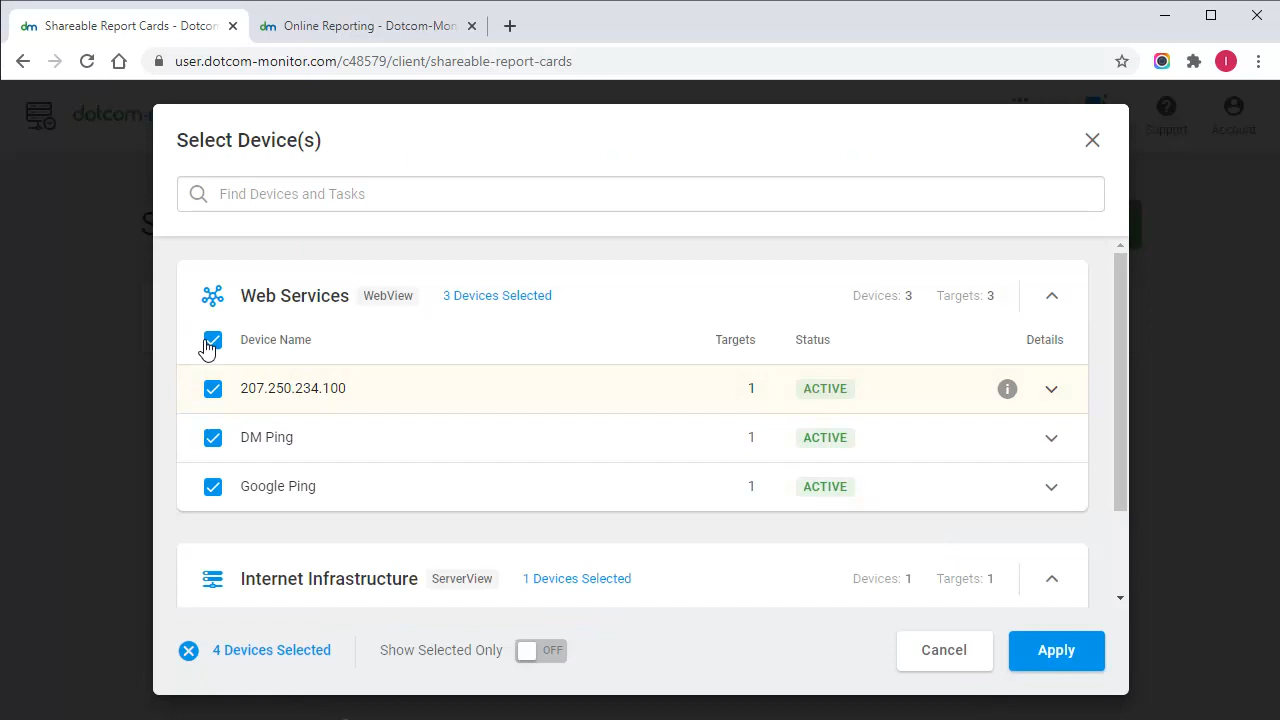 Shareable Report Cards - Dotcom
Online Reporting - Dotcom-Mon
user.dotcom-monitor.com/c48579/client/shareable-report-cards
I
dotcom-
Support
Account
S
Select Device(s)
Find Devices and Tasks
Web Services WebView 3 Devices Selected Devices: 3 Targets: 3
Device Name Targets Status Details
207.250.234.100 1 ACTIVE
DM Ping 1 ACTIVE
Google Ping 1 ACTIVE
Internet Infrastructure ServerView 1 Devices Selected Devices: 1 Targets: 1
4 Devices Selected Show Selected Only OFF Cancel Apply